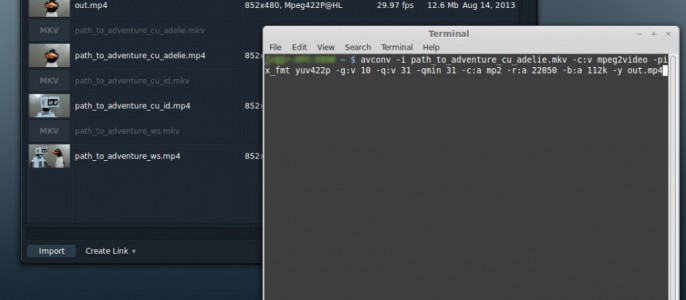 out.mp4 852x480, Mpeg422P@HL 29.97 fps 12.6 Mb Aug 14, 2013
MKV path_to_adventure_cu_adelie.mkv
path_to_adventure_cu_adelie.mp4 852x
MKV path_to_adventure_cu_id.mkv
path_to_adventure_cu_id.mp4 852x
MKV path_to_adventure_ws.mkv
path_to_adventure_ws.mp4 852x
Import Create Link
Terminal
File Edit View Search Terminal Help
~ $ avconv -i path_to_adventure_cu_adelie.mkv -c:v mpeg2video -pi
x_fmt yuv422p -g:v 10 -q:v 31 -qmin 31 -c:a mp2 -r:a 22050 -b:a 112k -y out.mp4